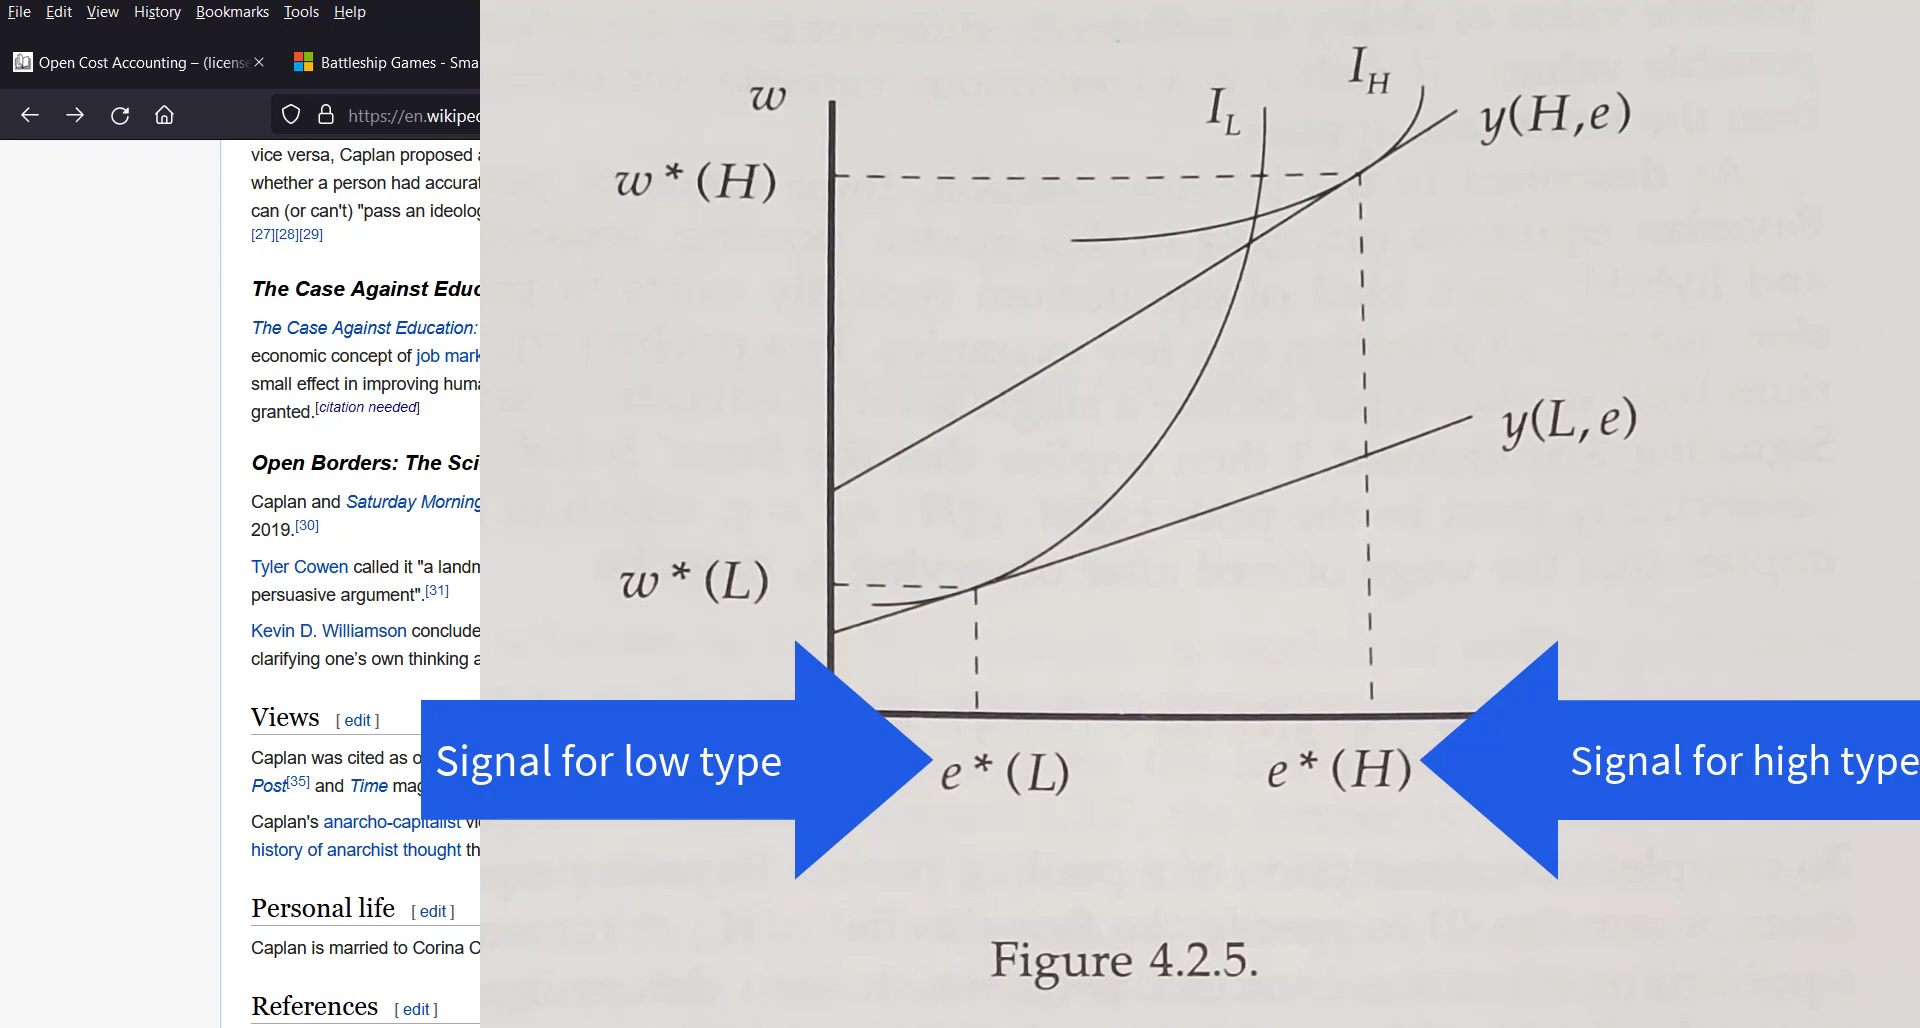 File Edit View History Bookmarks Tools Help
Open Cost Accounting – (license
Battleship Games - Sma
https://en.wikiped
vice versa, Caplan proposed a
whether a person had accurat
can (or can't) "pass an ideolog
[27][28][29]
The Case Against Educ
The Case Against Education:
economic concept of job mark
small effect in improving huma
granted.[citation needed]
Open Borders: The Sci
Caplan and Saturday Morning
2019.[30]
Tyler Cowen called it "a landm
persuasive argument".[31]
Kevin D. Williamson conclude
clarifying one's own thinking a
Views [ edit ]
Caplan was cited as o
Post[35] and Time mag
Caplan's anarcho-capitalist vi
history of anarchist thought th
Personal life [ edit ]
Caplan is married to Corina C
References [ edit ]
w
I_L
I_H
y(H,e)
w*(H)
y(L,e)
w*(L)
Signal for low type
e*(L)
e*(H)
Signal for high type
Figure 4.2.5.